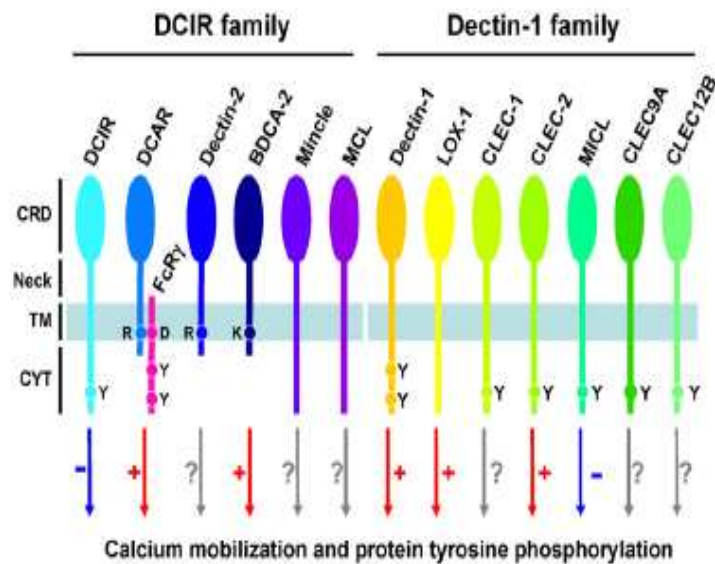 DCIR family Dectin-1 family
DCIR DCAR Dectin-2 BDCA-2 Mincle MCL Dectin-1 LOX-1 CLEC-1 CLEC-2 MICL CLEC9A CLEC12B
CRD
Neck
FcRγ
TM
R D R K
CYT
Y Y
Y Y Y Y Y Y Y Y
- + ? + ? ? + + ? + - ? ?
Calcium mobilization and protein tyrosine phosphorylation